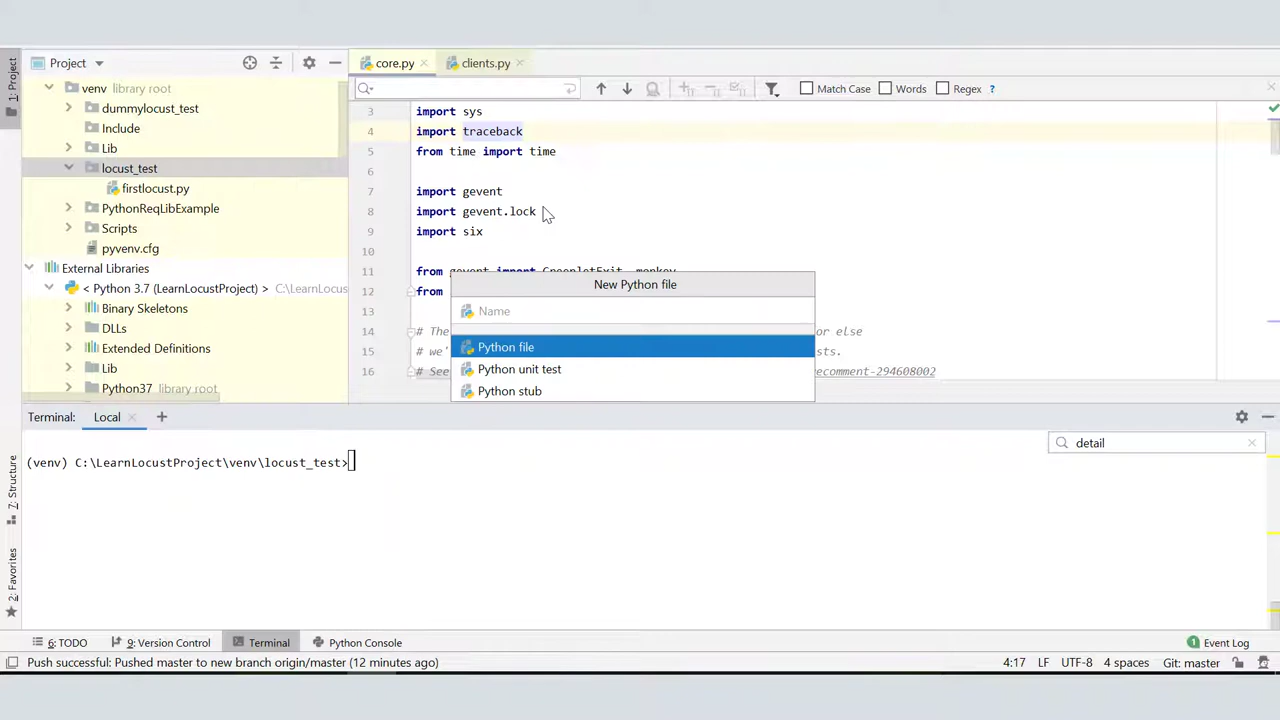 1: Project
Project
core.py
clients.py
venv library root
dummylocust_test
Include
Lib
locust_test
firstlocust.py
PythonReqLibExample
Scripts
pyvenv.cfg
External Libraries
< Python 3.7 (LearnLocustProject) > C:\LearnLocus
Binary Skeletons
DLLs
Extended Definitions
Lib
Python37 library root
Match Case
Words
Regex
?
3 import sys
4 import traceback
5 from time import time
6
7 import gevent
8 import gevent.lock
9 import six
10
11 from gevent import GreenletExit, monkey
12 from
13
14 # The or else
15 # we' sts.
16 # See ecomment-294608002
New Python file
Name
Python file
Python unit test
Python stub
Terminal:
Local
detail
(venv) C:\LearnLocustProject\venv\locust_test>
7: Structure
2: Favorites
6: TODO
9: Version Control
Terminal
Python Console
1 Event Log
Push successful: Pushed master to new branch origin/master (12 minutes ago)
4:17 LF UTF-8 4 spaces Git: master